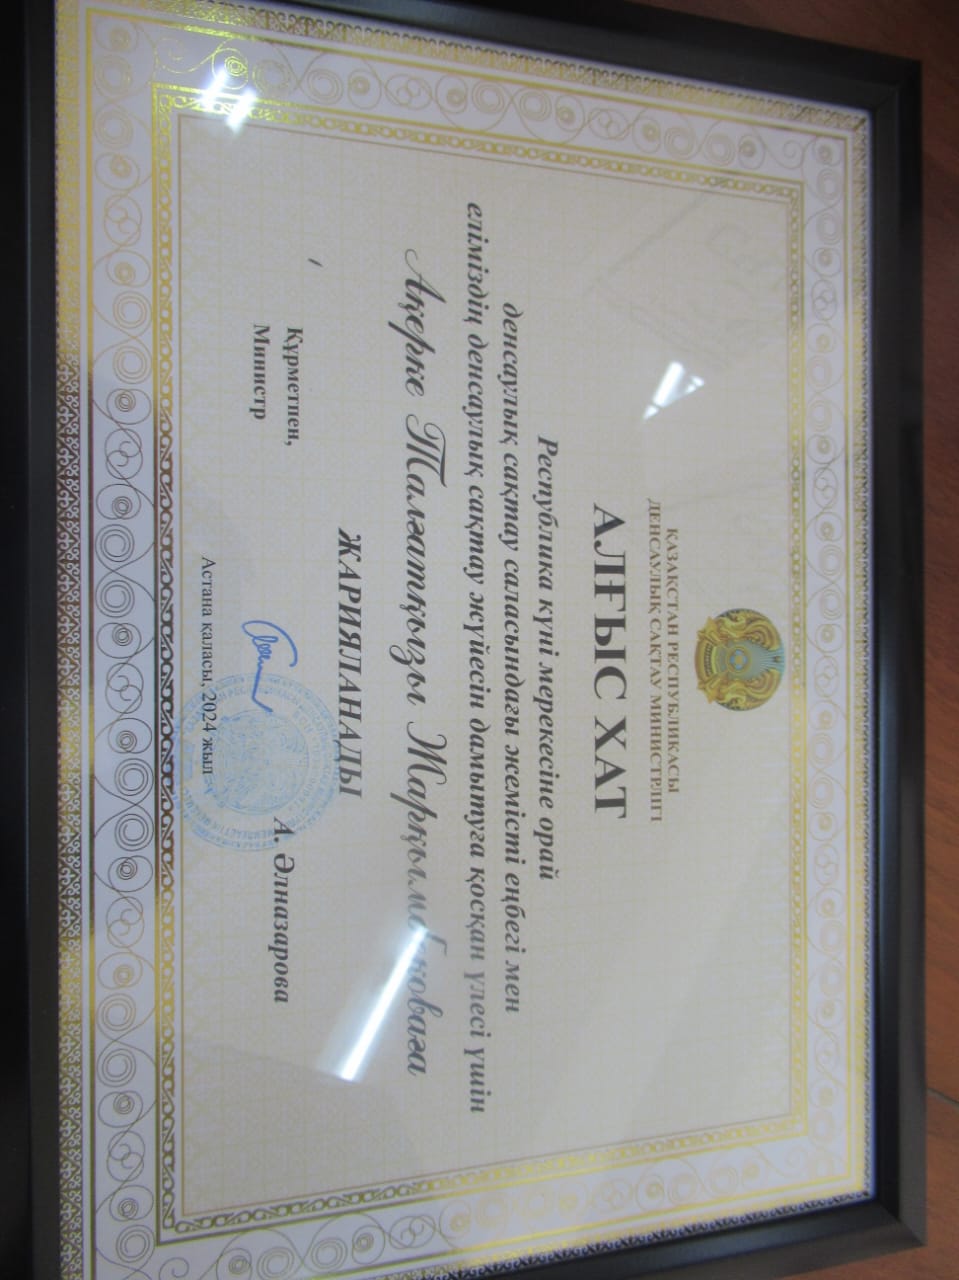 ҚАЗАҚСТАН РЕСПУБЛИКАСЫ
ДЕНСАУЛЫҚ САҚТАУ МИНИСТРЛІГІ
АЛҒЫС ХАТ
Республика күні мерекесіне орай
денсаулық сақтау саласындағы жемісті еңбегі мен
еліміздің денсаулық сақтау жүйесін дамытуға қосқан үлесі үшін
Ақерке Талғатқызы Жарқымбековаға
ЖАРИЯЛАНАДЫ
Құрметпен,
Министр
А. Әлназарова
Астана қаласы, 2024 жыл